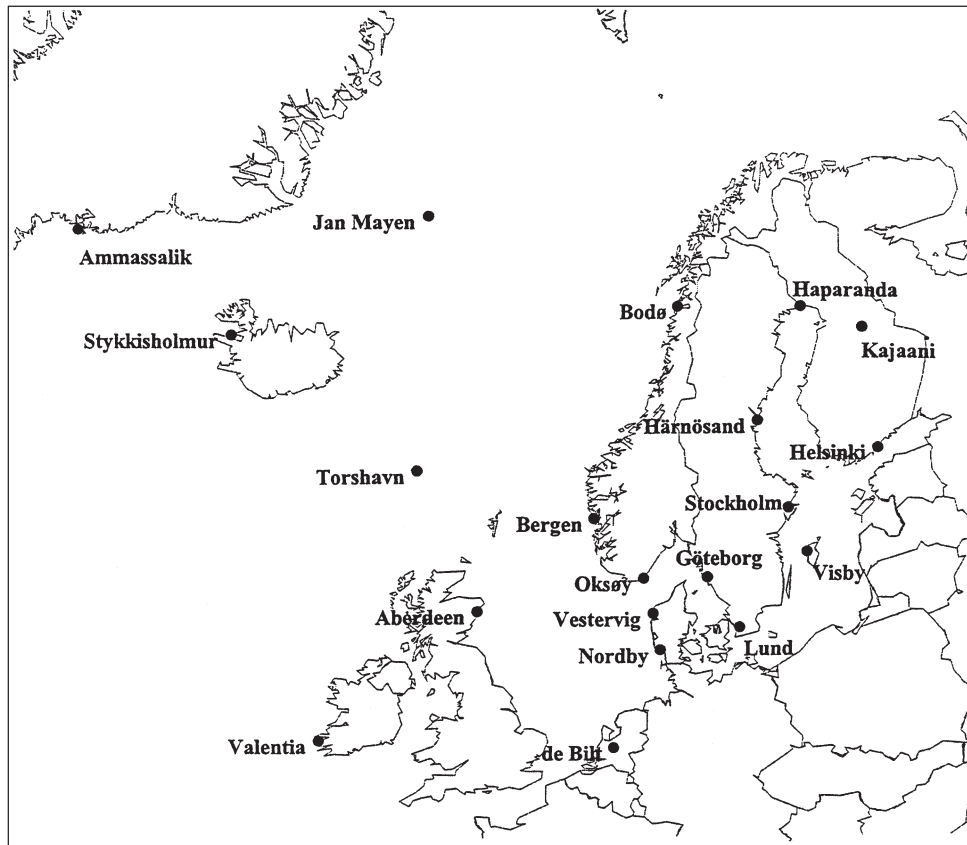 Jan Mayen
Ammassalik
Haparanda
Bodø
Stykkisholmur
Kajaani
Härnösand
Helsinki
Torshavn
Stockholm
Bergen
Göteborg
Visby
Oksøy
Aberdeen
Vestervig
Lund
Nordby
Valentia
de Bilt